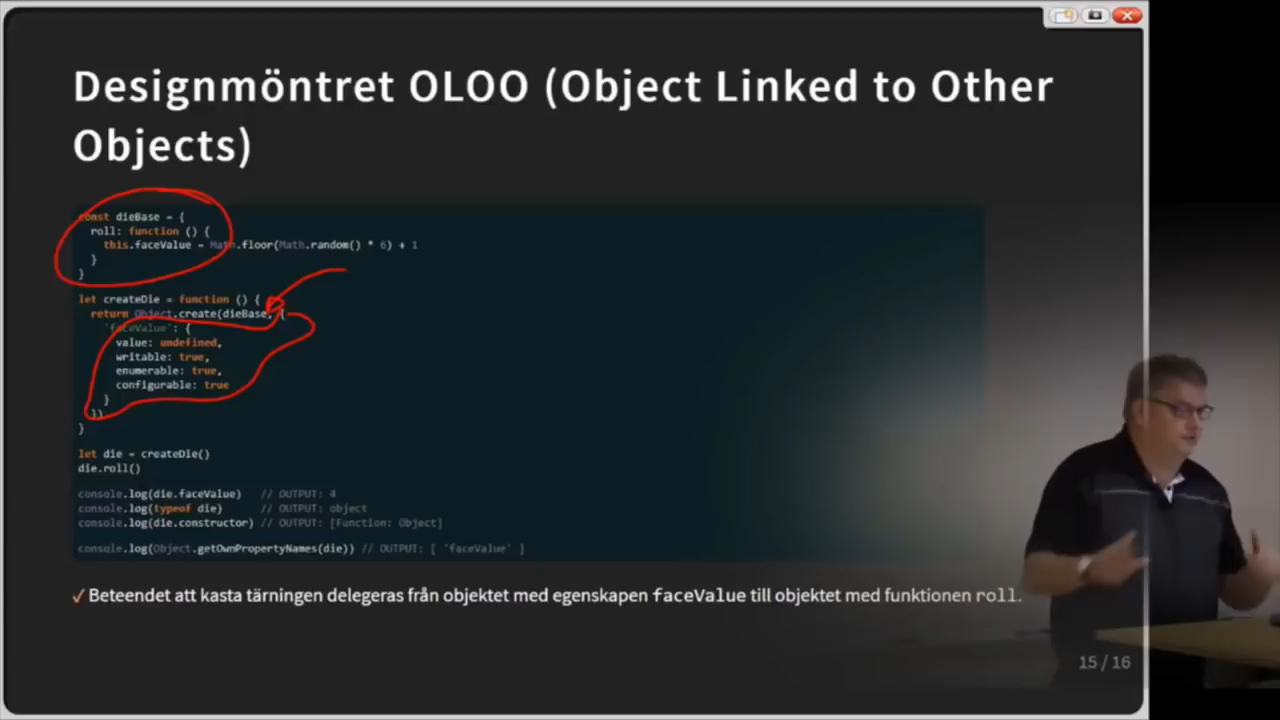 Designmöntret OLOO (Object Linked to Other
Objects)
const dieBase = {
roll: function () {
this.faceValue = Math.floor(Math.random() * 6) + 1
}
}
let createDie = function () {
return Object.create(dieBase, {
'faceValue': {
value: undefined,
writable: true,
enumerable: true,
configurable: true
}
})
}
let die = createDie()
die.roll()
console.log(die.faceValue) // OUTPUT: 4
console.log(typeof die) // OUTPUT: object
console.log(die.constructor) // OUTPUT: [Function: Object]
console.log(Object.getOwnPropertyNames(die)) // OUTPUT: [ 'faceValue' ]
✓ Beteendet att kasta tärningen delegeras från objektet med egenskapen faceValue till objektet med funktionen roll.
15 / 16